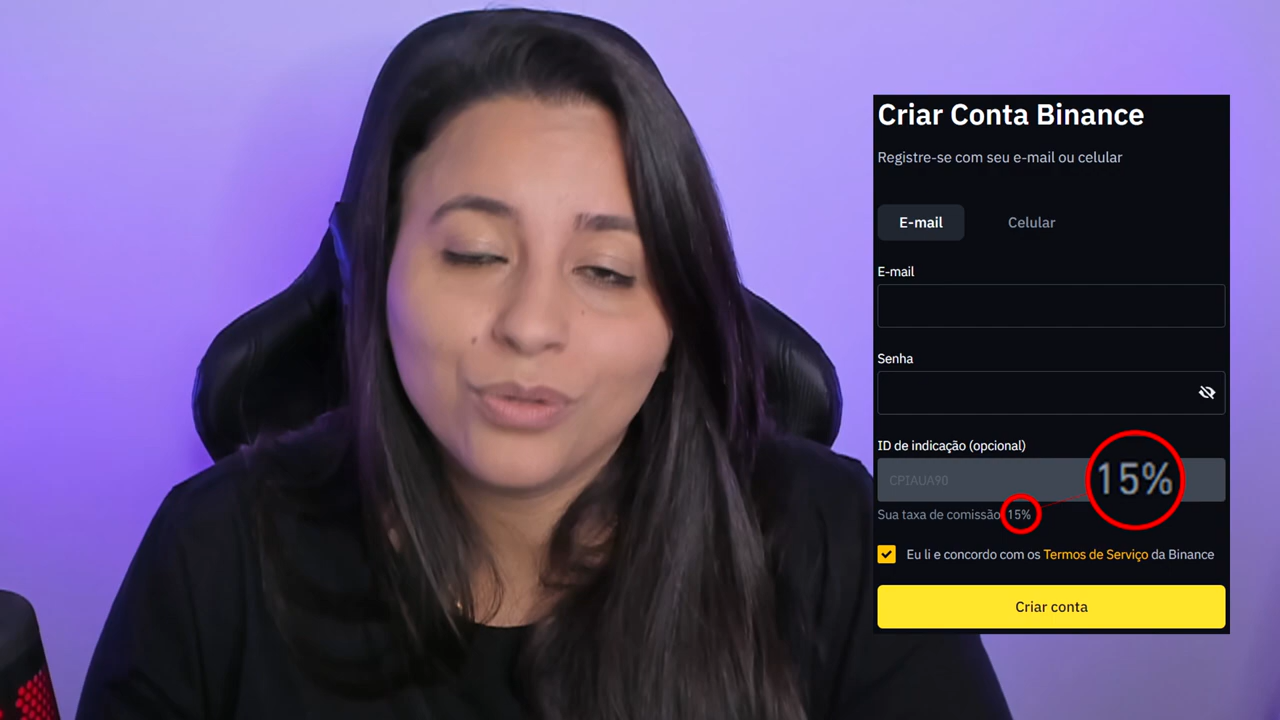 Criar Conta Binance
Registre-se com seu e-mail ou celular
E-mail
Celular
E-mail
Senha
ID de indicação (opcional)
CPIAUA90
15%
Sua taxa de comissão 15%
Eu li e concordo com os Termos de Serviço da Binance
Criar conta